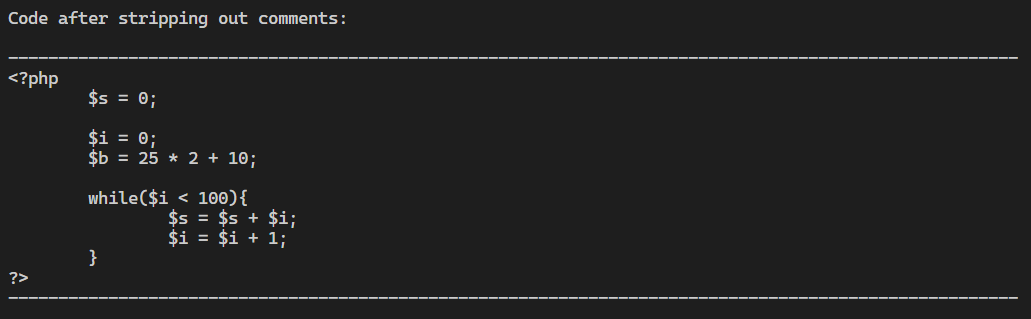 Code after stripping out comments:
----------------------------------------------------------------------------------------------------
<?php
        $s = 0;

        $i = 0;
        $b = 25 * 2 + 10;

        while($i < 100){
                $s = $s + $i;
                $i = $i + 1;
        }
?>
----------------------------------------------------------------------------------------------------